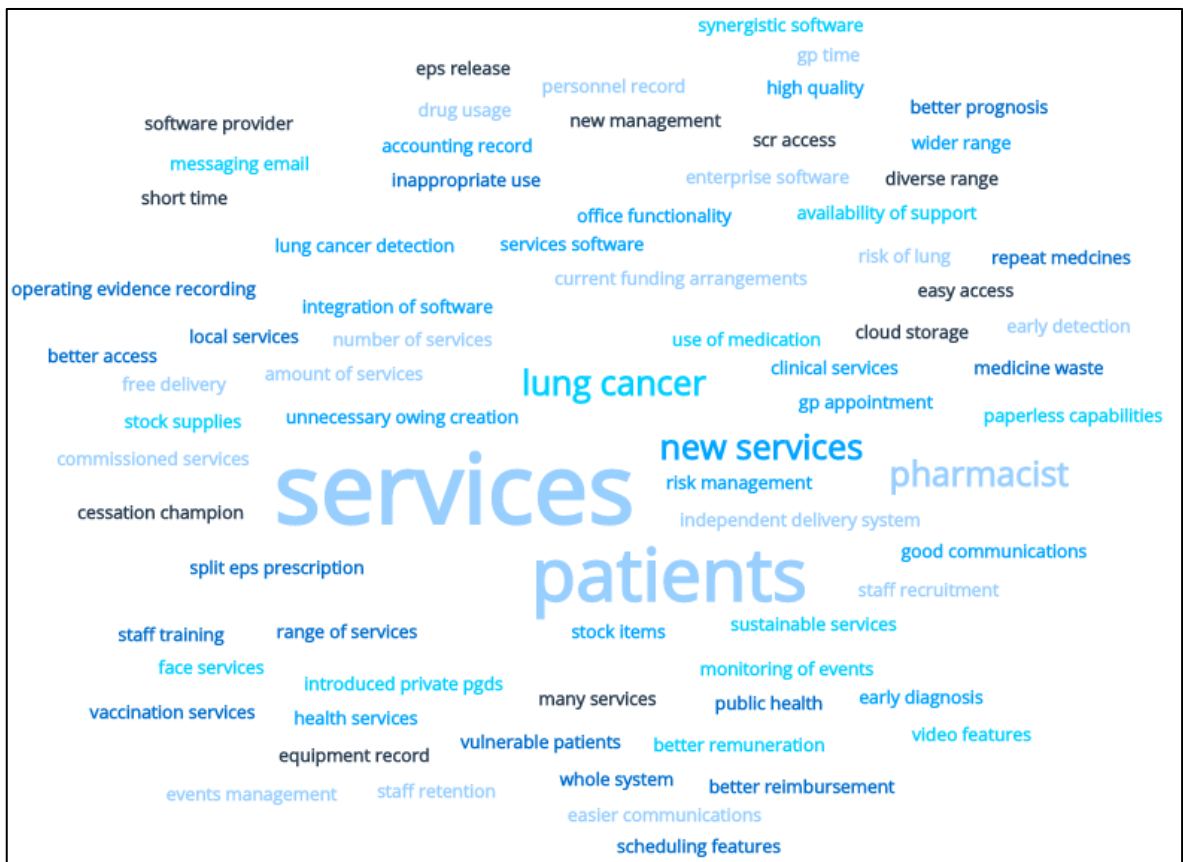 synergistic software
gp time
eps release
personnel record
high quality
drug usage
better prognosis
software provider
new management
accounting record
scr access
wider range
messaging email
inappropriate use
enterprise software
diverse range
short time
office functionality
availability of support
lung cancer detection
services software
risk of lung
repeat medcines
current funding arrangements
operating evidence recording
easy access
integration of software
local services
number of services
use of medication
cloud storage
early detection
better access
free delivery
amount of services
lung cancer
clinical services
medicine waste
stock supplies
unnecessary owing creation
gp appointment
paperless capabilities
commissioned services
new services
pharmacist
services
risk management
cessation champion
independent delivery system
split eps prescription
patients
good communications
staff recruitment
staff training
range of services
stock items
sustainable services
face services
introduced private pgds
monitoring of events
vaccination services
health services
many services
public health
early diagnosis
equipment record
vulnerable patients
better remuneration
video features
events management
staff retention
whole system
better reimbursement
easier communications
scheduling features